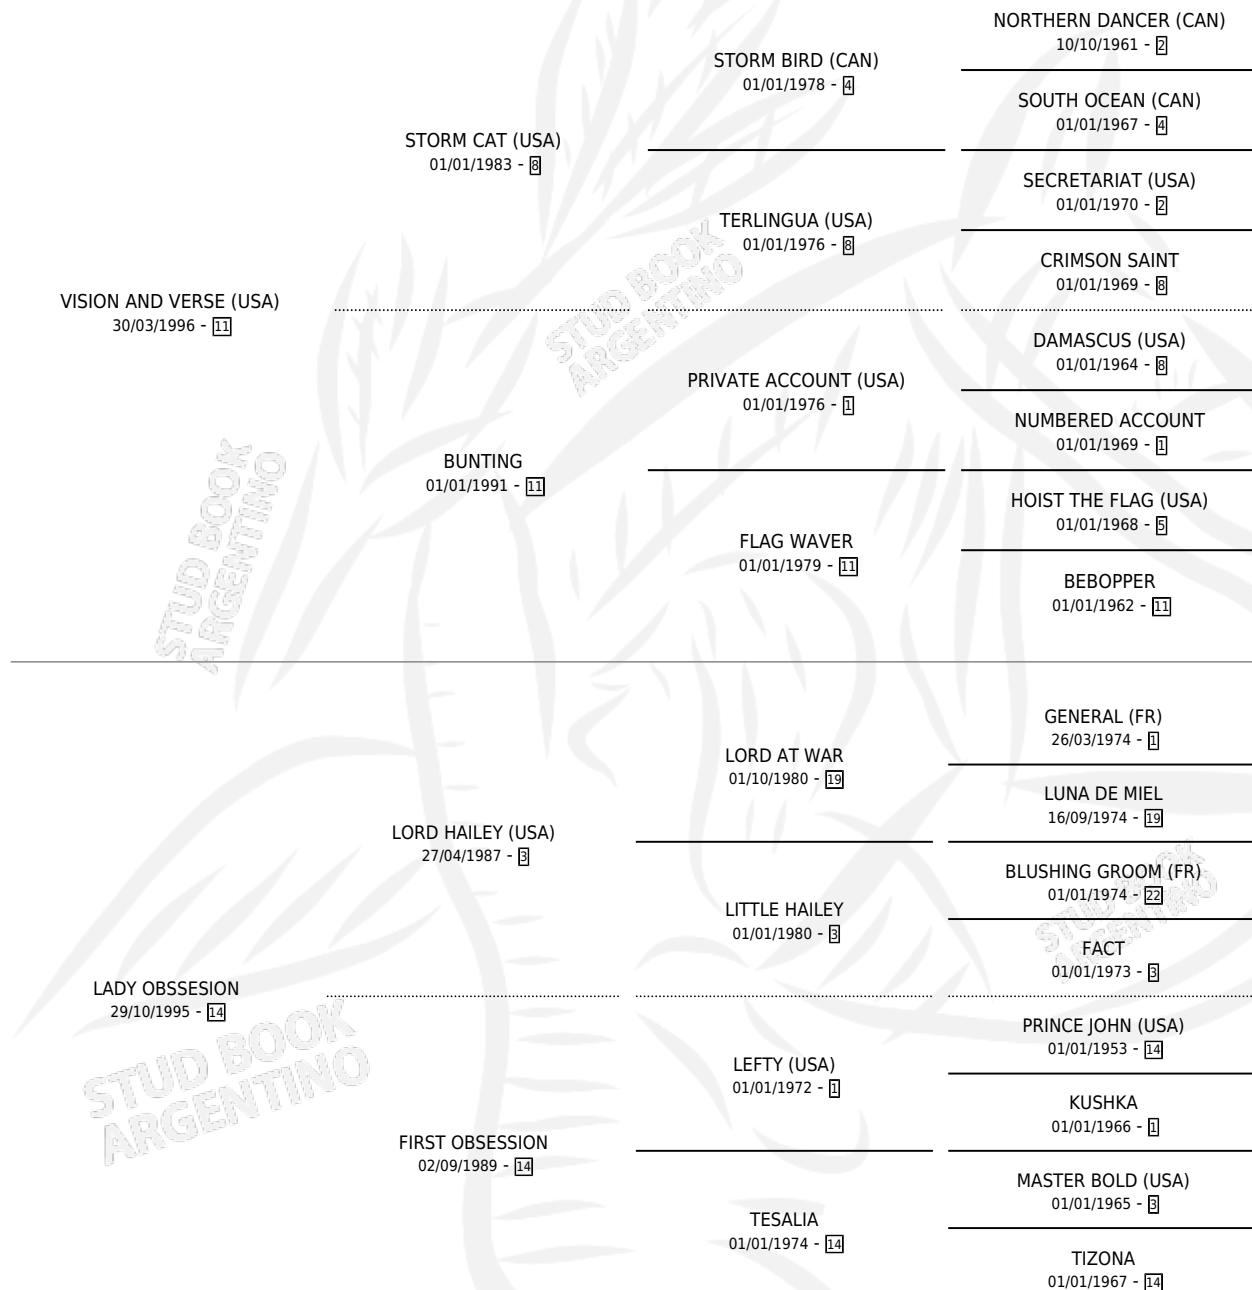 NORTHERN DANCER (CAN)
10/10/1961 - 2
STORM BIRD (CAN)
01/01/1978 - 4
SOUTH OCEAN (CAN)
01/01/1967 - 4
STORM CAT (USA)
01/01/1983 - 8
SECRETARIAT (USA)
01/01/1970 - 2
TERLINGUA (USA)
01/01/1976 - 8
CRIMSON SAINT
01/01/1969 - 8
VISION AND VERSE (USA)
30/03/1996 - 11
DAMASCUS (USA)
01/01/1964 - 8
PRIVATE ACCOUNT (USA)
01/01/1976 - 1
NUMBERED ACCOUNT
01/01/1969 - 1
BUNTING
01/01/1991 - 11
HOIST THE FLAG (USA)
01/01/1968 - 5
FLAG WAVER
01/01/1979 - 11
BEBOPPER
01/01/1962 - 11
GENERAL (FR)
26/03/1974 - 1
LORD AT WAR
01/10/1980 - 19
LUNA DE MIEL
16/09/1974 - 19
LORD HAILEY (USA)
27/04/1987 - 3
BLUSHING GROOM (FR)
01/01/1974 - 22
LITTLE HAILEY
01/01/1980 - 3
FACT
01/01/1973 - 3
LADY OBSSESION
29/10/1995 - 14
PRINCE JOHN (USA)
01/01/1953 - 14
LEFTY (USA)
01/01/1972 - 1
KUSHKA
01/01/1966 - 1
FIRST OBSESSION
02/09/1989 - 14
MASTER BOLD (USA)
01/01/1965 - 3
TESALIA
01/01/1974 - 14
TIZONA
01/01/1967 - 14
STUD BOOK
ARGENTINO
STUD BOOK
ARGENTINO
STUD BOOK
ARGENTINO
STUD BOOK
ARGENTINO